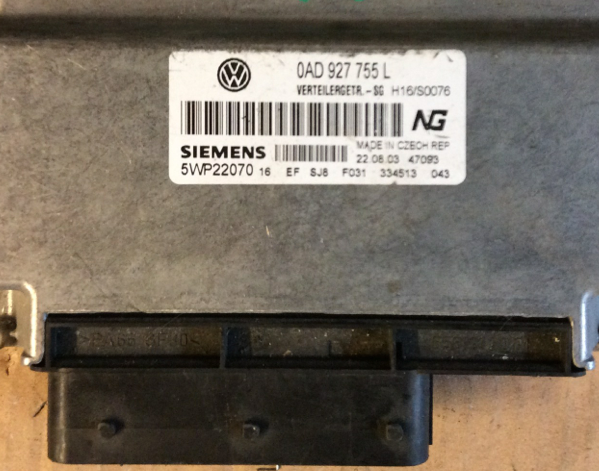 0AD 927 755 L
VERTEILERGETR.-SG H16/S0076
NG
MADE IN CZECH REP
SIEMENS 22.08.03 47093
5WP22070 16 EF SJ8 F031 334513 043